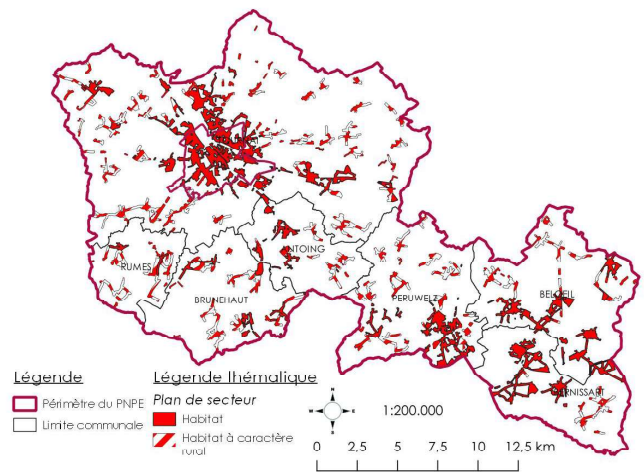 RUMES
BRUNEHAUT
ANTOING
PERUWELZ
BELOEIL
BERNISSART
Légende
Périmètre du PNPE
Limite communale
Légende thématique
Plan de secteur
Habitat
Habitat à caractère
rural
N
E
S
1:200.000
0 2,5 5 7,5 10 12,5 km